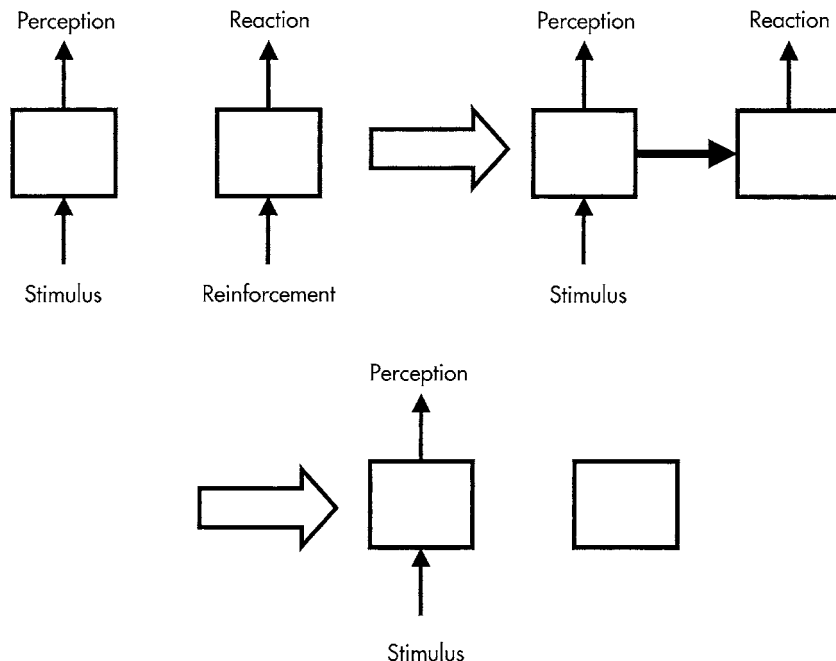 Perception Reaction Perception Reaction
Stimulus Reinforcement Stimulus
Perception
Stimulus